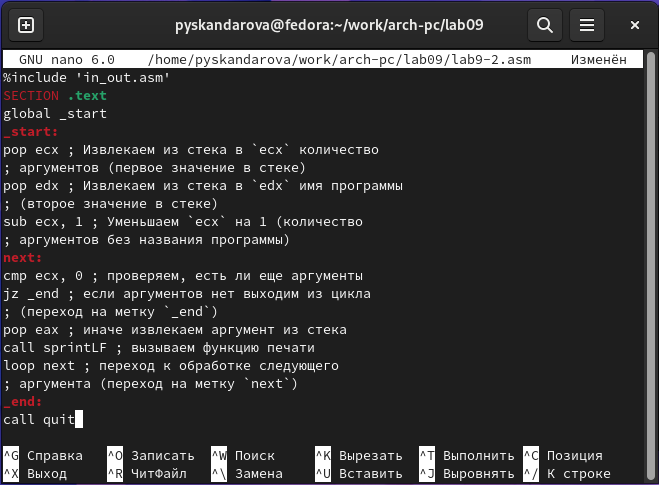 pyskandarova@fedora:~/work/arch-pc/lab09
GNU nano 6.0 /home/pyskandarova/work/arch-pc/lab09/lab9-2.asm Изменён
%include 'in_out.asm'
SECTION .text
global _start
_start:
pop ecx ; Извлекаем из стека в `ecx` количество
; аргументов (первое значение в стеке)
pop edx ; Извлекаем из стека в `edx` имя программы
; (второе значение в стеке)
sub ecx, 1 ; Уменьшаем `ecx` на 1 (количество
; аргументов без названия программы)
next:
cmp ecx, 0 ; проверяем, есть ли еще аргументы
jz _end ; если аргументов нет выходим из цикла
; (переход на метку `_end`)
pop eax ; иначе извлекаем аргумент из стека
call sprintLF ; вызываем функцию печати
loop next ; переход к обработке следующего
; аргумента (переход на метку `next`)
_end:
call quit
^G Справка ^O Записать ^W Поиск ^K Вырезать ^T Выполнить ^C Позиция
^X Выход ^R ЧитФайл ^\ Замена ^U Вставить ^J Выровнять ^/ К строке